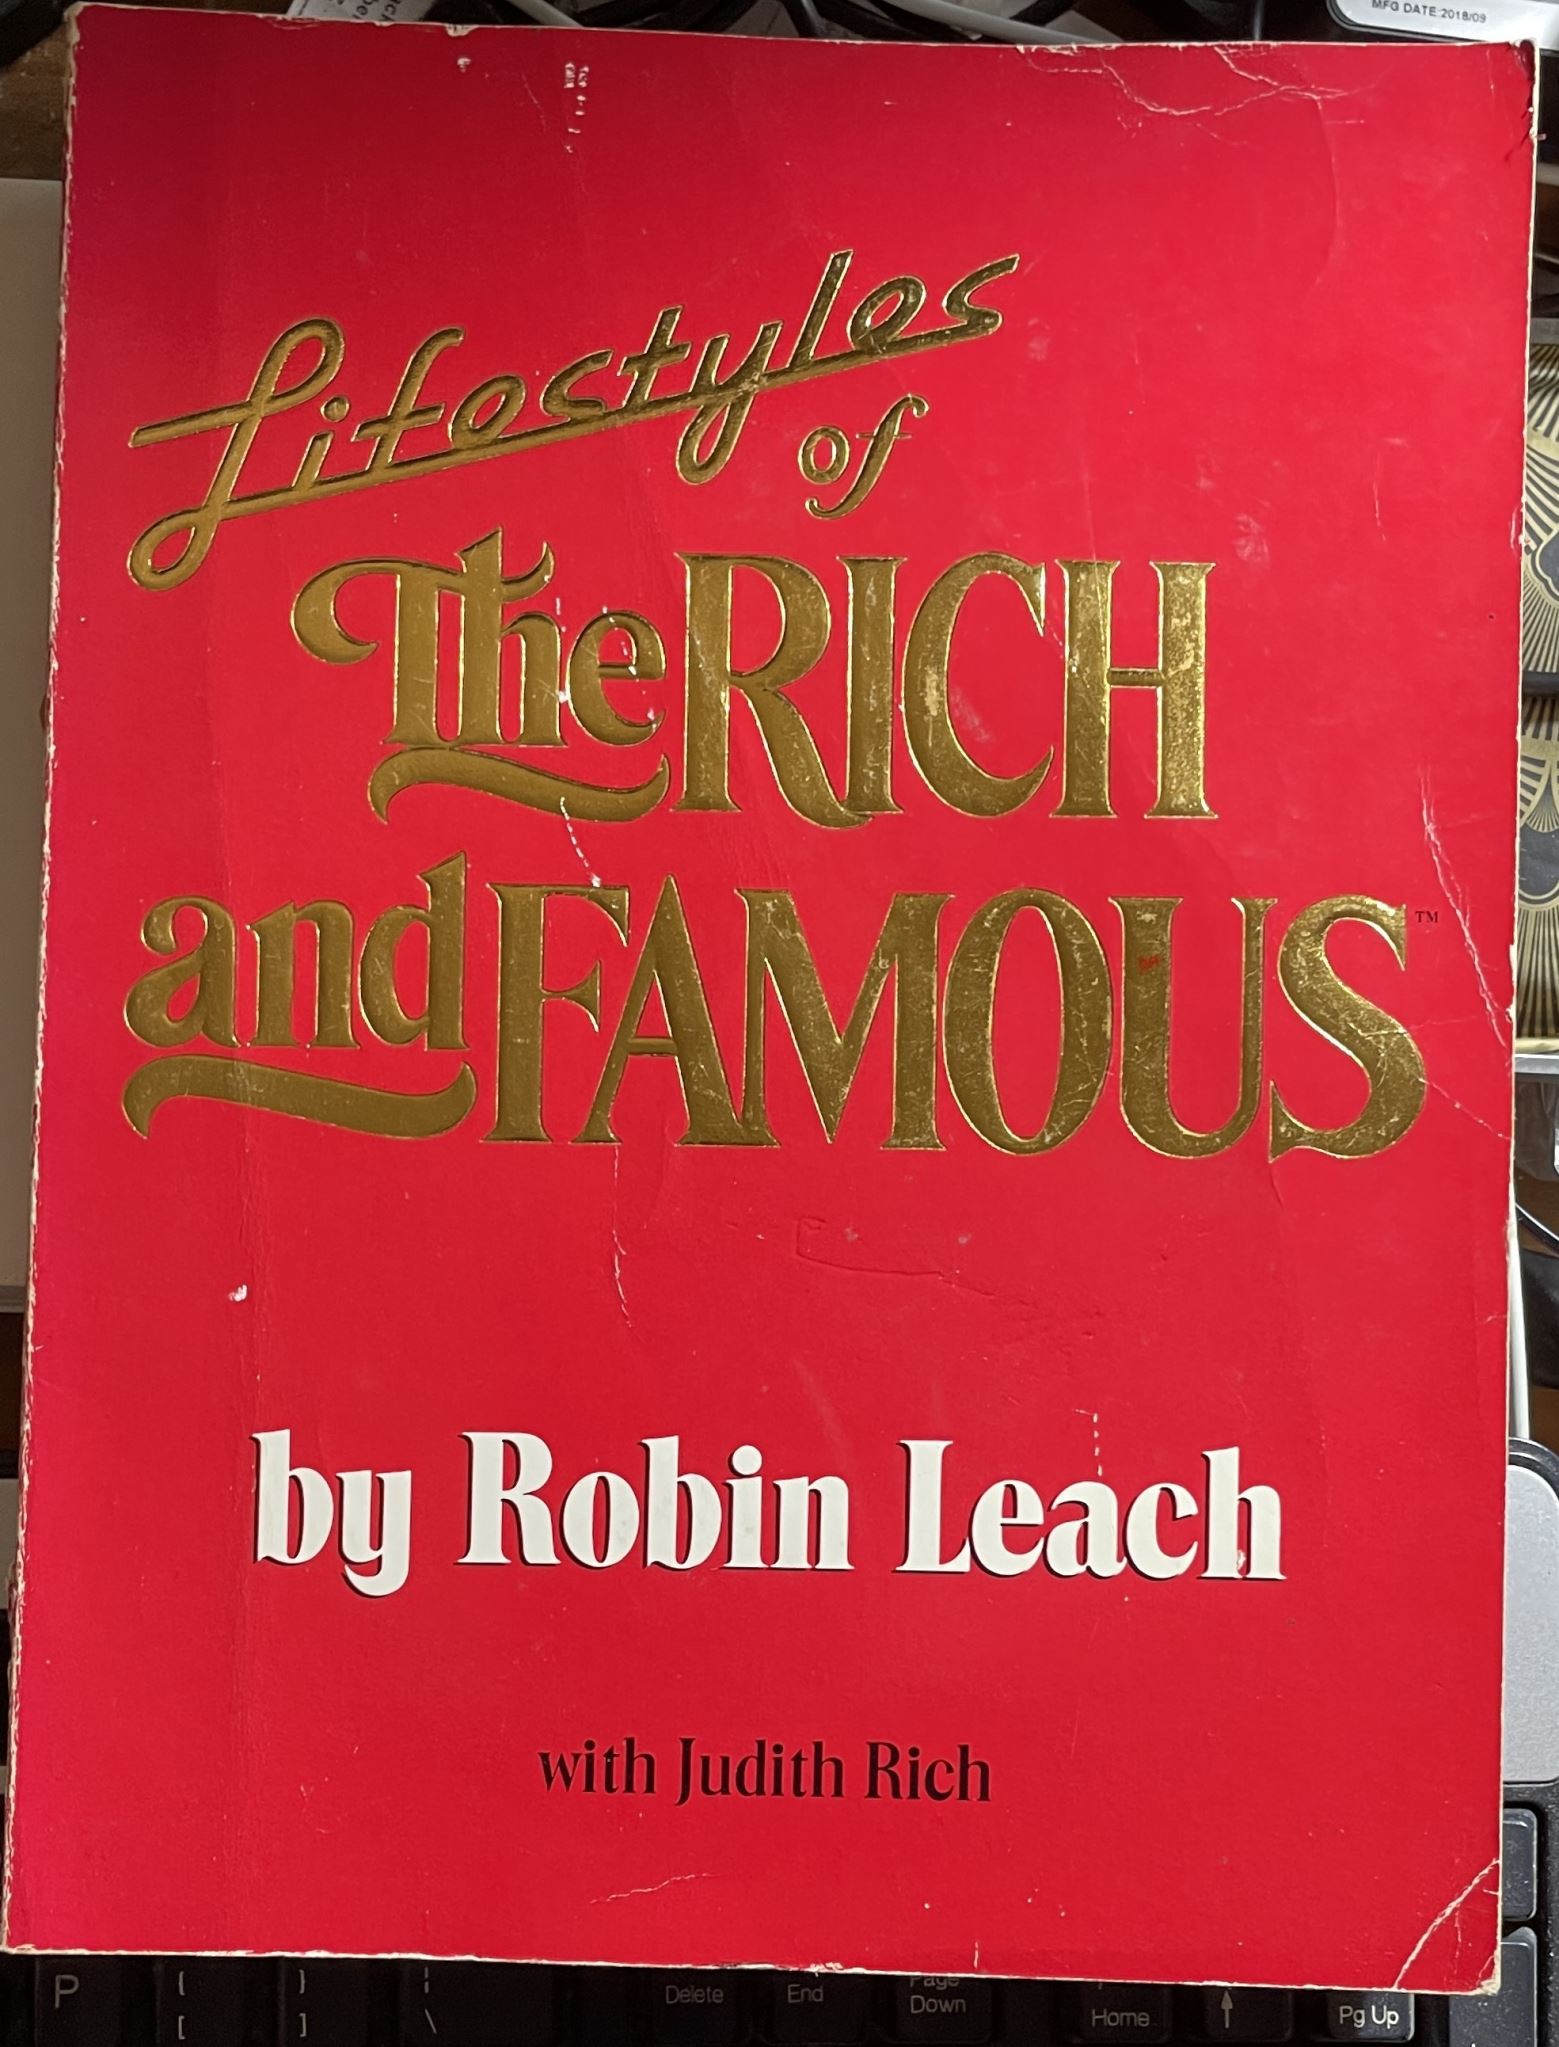 MFG DATE:2018/09
Lifestyles
of
The RICH
and FAMOUS™
by Robin Leach
with Judith Rich
P
{
[
}
]
¦
\
Delete
End
Page
Down
Home
↑
Pg Up